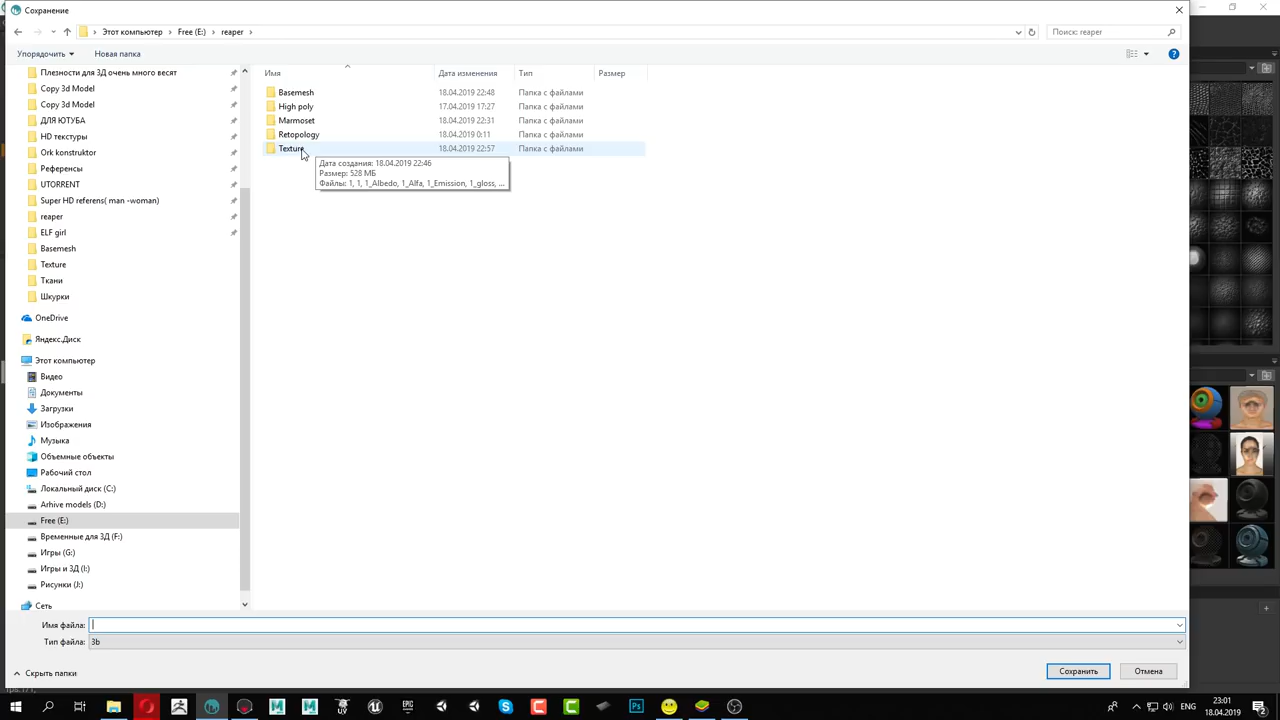 Сохранение
Этот компьютер > Free (E:) > reaper >
Поиск: reaper
Упорядочить
Новая папка
Плезности для 3Д очень много весят
Copy 3d Model
Copy 3d Model
ДЛЯ ЮТУБА
HD текстуры
Ork konstruktor
Референсы
UTORRENT
Super HD referens( man -woman)
reaper
ELF girl
Basemesh
Texture
Ткани
Шкурки
OneDrive
Яндекс.Диск
Этот компьютер
Видео
Документы
Загрузки
Изображения
Музыка
Объемные объекты
Рабочий стол
Локальный диск (C:)
Arhive models (D:)
Free (E:)
Временные для 3Д (F:)
Игры (G:)
Игры и 3Д (I:)
Рисунки (J:)
Сеть
Имя Дата изменения Тип Размер
Basemesh 18.04.2019 22:48 Папка с файлами
High poly 17.04.2019 17:27 Папка с файлами
Marmoset 18.04.2019 22:31 Папка с файлами
Retopology 18.04.2019 0:11 Папка с файлами
Texture 18.04.2019 22:57 Папка с файлами
Дата создания: 18.04.2019 22:46
Размер: 528 МБ
Файлы: 1, 1, 1_Albedo, 1_Alfa, 1_Emission, 1_gloss, ...
Имя файла:
Тип файла: 3b
Скрыть папки
Сохранить
Отмена
UV
EPIC
Ps
ENG
23:01
18.04.2019
2